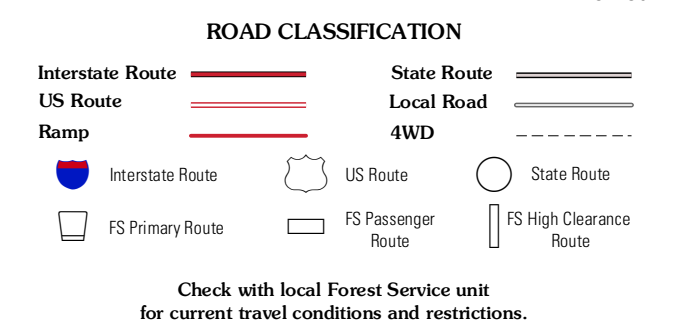 ROAD CLASSIFICATION
Interstate Route
State Route
US Route
Local Road
Ramp
4WD
Interstate Route
US Route
State Route
FS Primary Route
FS Passenger
Route
FS High Clearance
Route
Check with local Forest Service unit
for current travel conditions and restrictions.